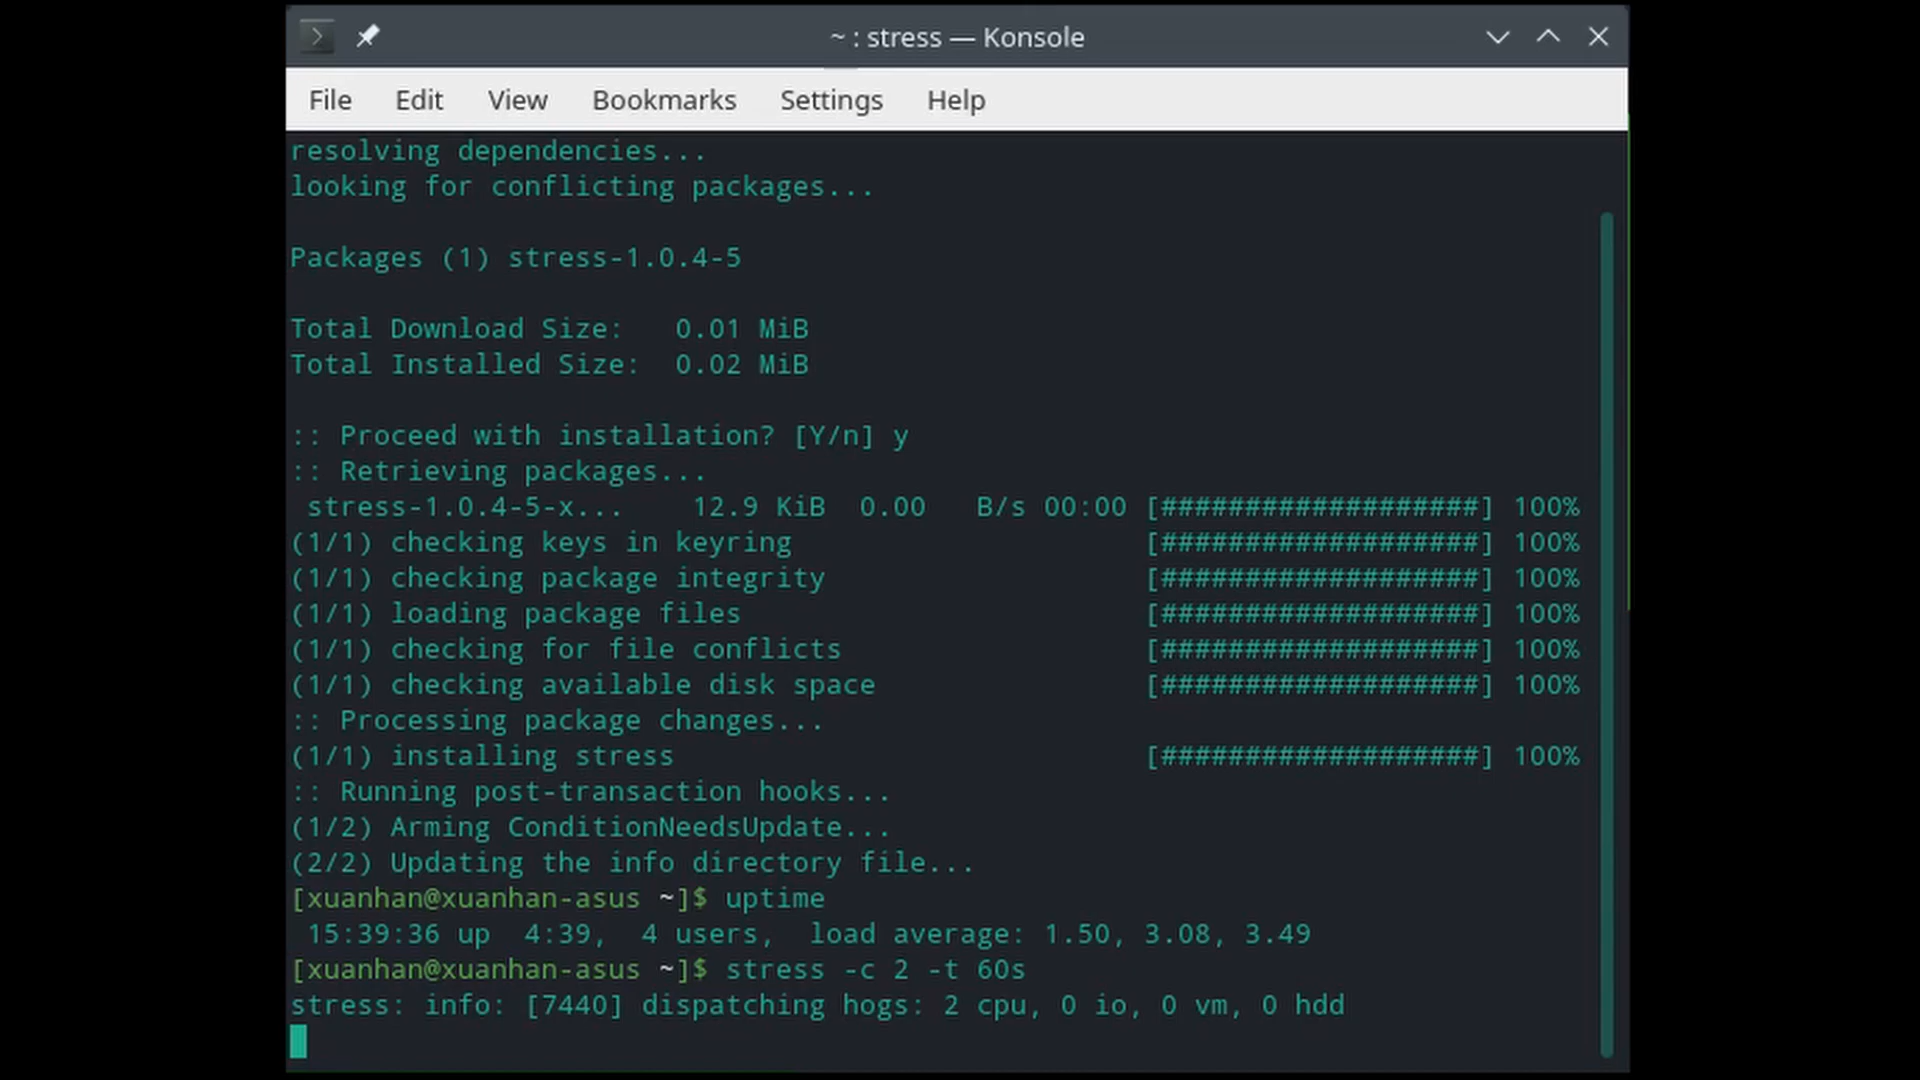 ~ : stress — Konsole
File Edit View Bookmarks Settings Help
resolving dependencies...
looking for conflicting packages...
Packages (1) stress-1.0.4-5
Total Download Size:   0.01 MiB
Total Installed Size:  0.02 MiB
:: Proceed with installation? [Y/n] y
:: Retrieving packages...
 stress-1.0.4-5-x...    12.9 KiB  0.00   B/s 00:00 [###################] 100%
(1/1) checking keys in keyring                     [###################] 100%
(1/1) checking package integrity                   [###################] 100%
(1/1) loading package files                        [###################] 100%
(1/1) checking for file conflicts                  [###################] 100%
(1/1) checking available disk space                [###################] 100%
:: Processing package changes...
(1/1) installing stress                            [###################] 100%
:: Running post-transaction hooks...
(1/2) Arming ConditionNeedsUpdate...
(2/2) Updating the info directory file...
[xuanhan@xuanhan-asus ~]$ uptime
 15:39:36 up  4:39,  4 users,  load average: 1.50, 3.08, 3.49
[xuanhan@xuanhan-asus ~]$ stress -c 2 -t 60s
stress: info: [7440] dispatching hogs: 2 cpu, 0 io, 0 vm, 0 hdd